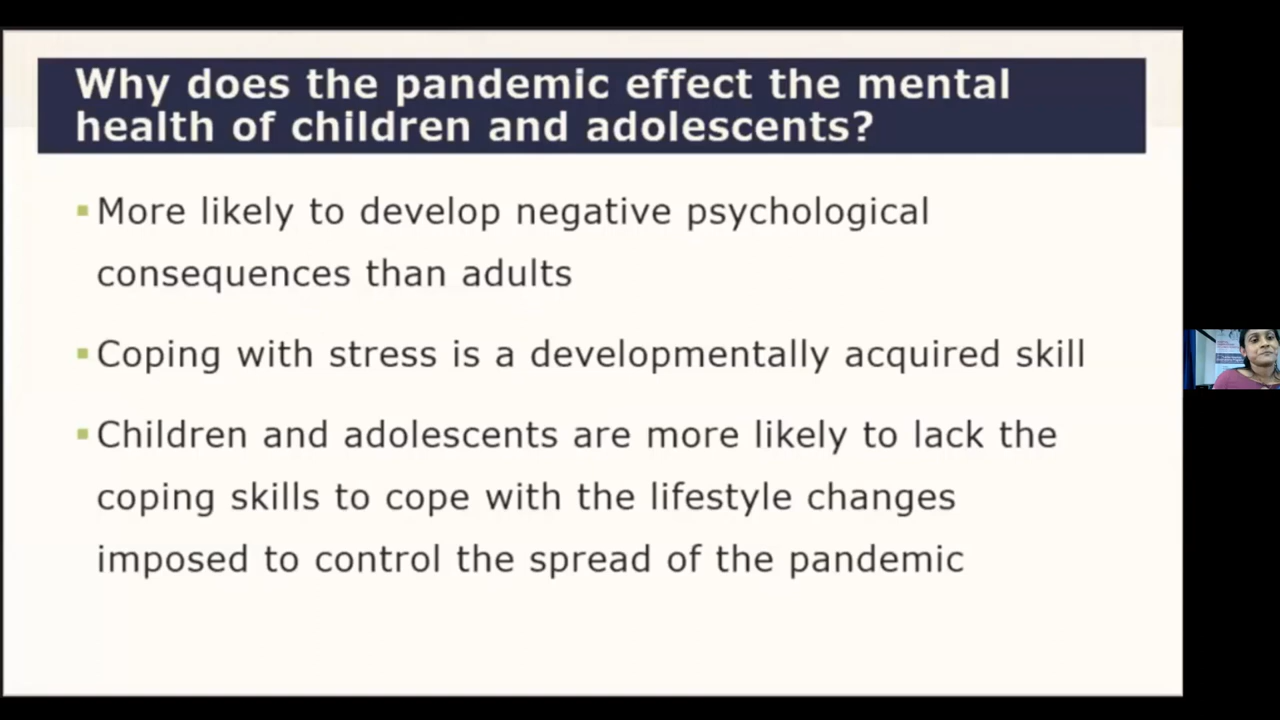 Why does the pandemic effect the mental
health of children and adolescents?
▪More likely to develop negative psychological
consequences than adults
▪Coping with stress is a developmentally acquired skill
▪Children and adolescents are more likely to lack the
coping skills to cope with the lifestyle changes
imposed to control the spread of the pandemic